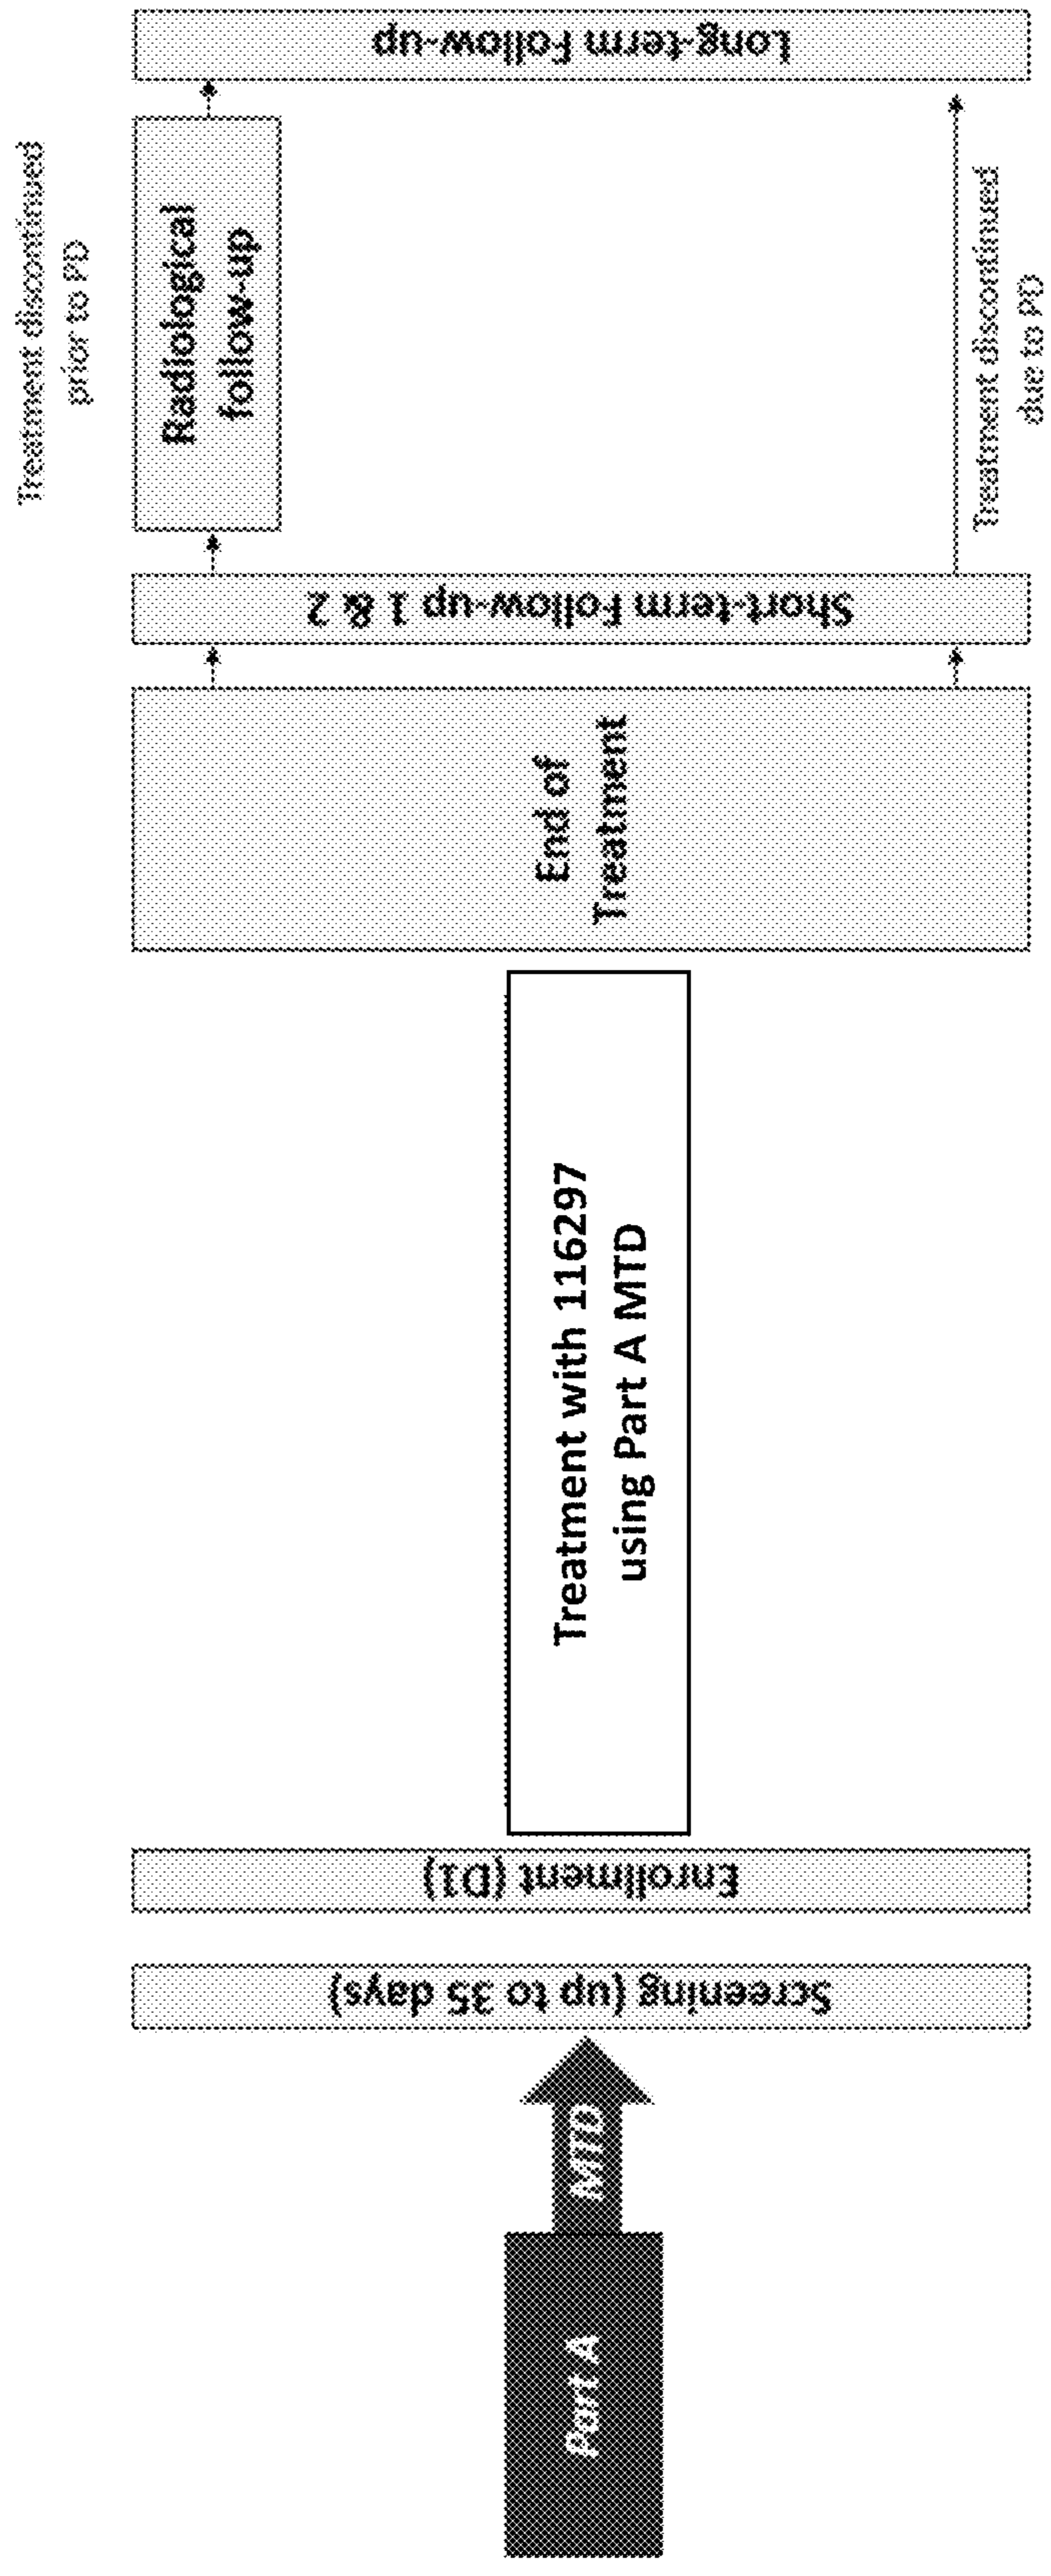 Part A
MTD
Screening (up to 35 days)
Enrollment (D1)
Treatment with 116297
using Part A MTD
End of
Treatment
Short-term Follow-up 1 & 2
Treatment discontinued
prior to PD
Radiological
follow-up
Treatment discontinued
due to PD
Long-term Follow-up